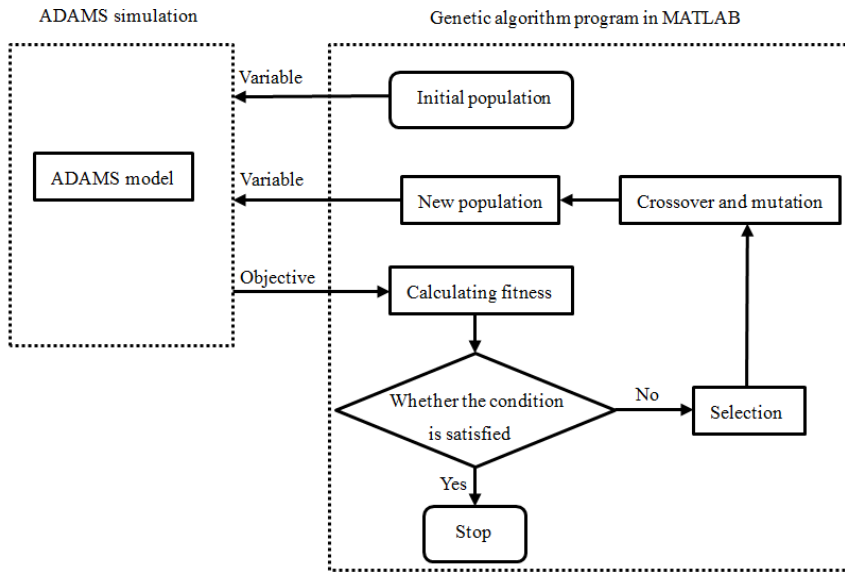 ADAMS simulation
Genetic algorithm program in MATLAB
Variable
Initial population
ADAMS model
Variable
New population
Crossover and mutation
Objective
Calculating fitness
Whether the condition
is satisfied
No
Selection
Yes
Stop